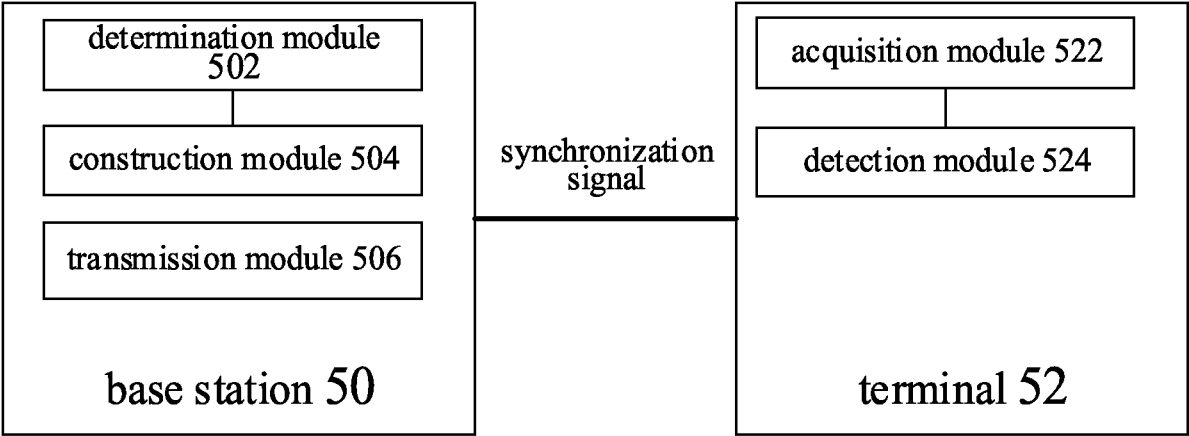 determination module
502
construction module 504
transmission module 506
base station 50
synchronization
signal
acquisition module 522
detection module 524
terminal 52